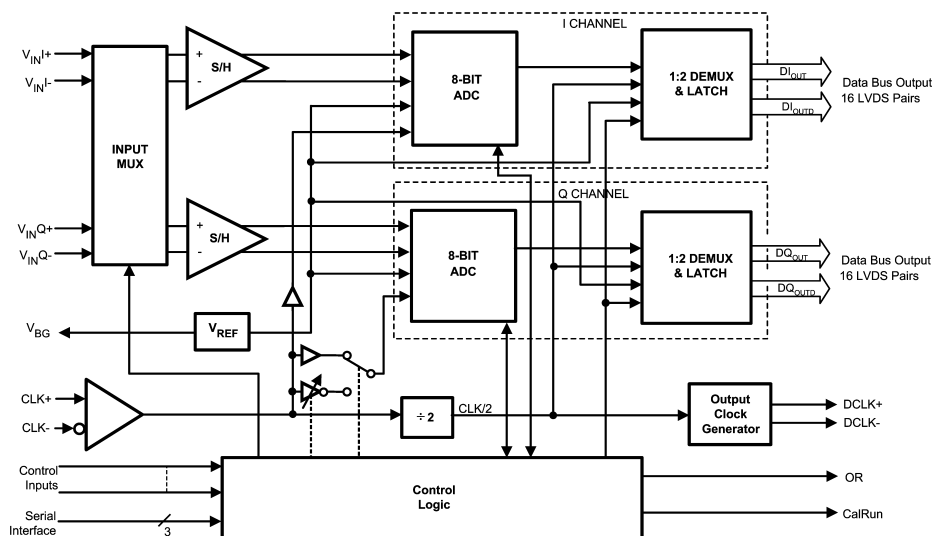 I CHANNEL
V_IN I+
V_IN I-
INPUT
MUX
+
-
S/H
8-BIT
ADC
1:2 DEMUX
& LATCH
DI_OUT
DI_OUTD
Data Bus Output
16 LVDS Pairs
Q CHANNEL
V_IN Q+
V_IN Q-
+
-
S/H
8-BIT
ADC
1:2 DEMUX
& LATCH
DQ_OUT
DQ_OUTD
Data Bus Output
16 LVDS Pairs
V_BG
V_REF
CLK+
CLK-
÷ 2
CLK/2
Output
Clock
Generator
DCLK+
DCLK-
Control
Inputs
Serial
Interface
3
Control
Logic
OR
CalRun